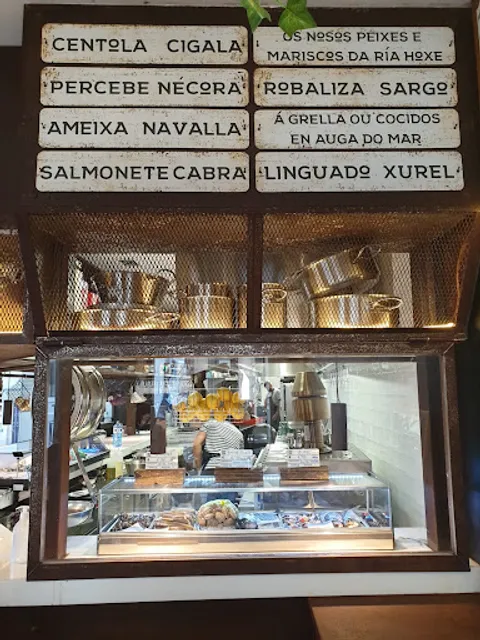 CENTOLA CIGALA
OS NOSOS PEIXES E
MARISCOS DA RÍA HOXE
PERCEBE NÉCORA
ROBALIZA SARGO
AMEIXA NAVALLA
Á GRELLA OU COCIDOS
EN AUGA DO MAR
SALMONETE CABRA
LINGUADO XUREL